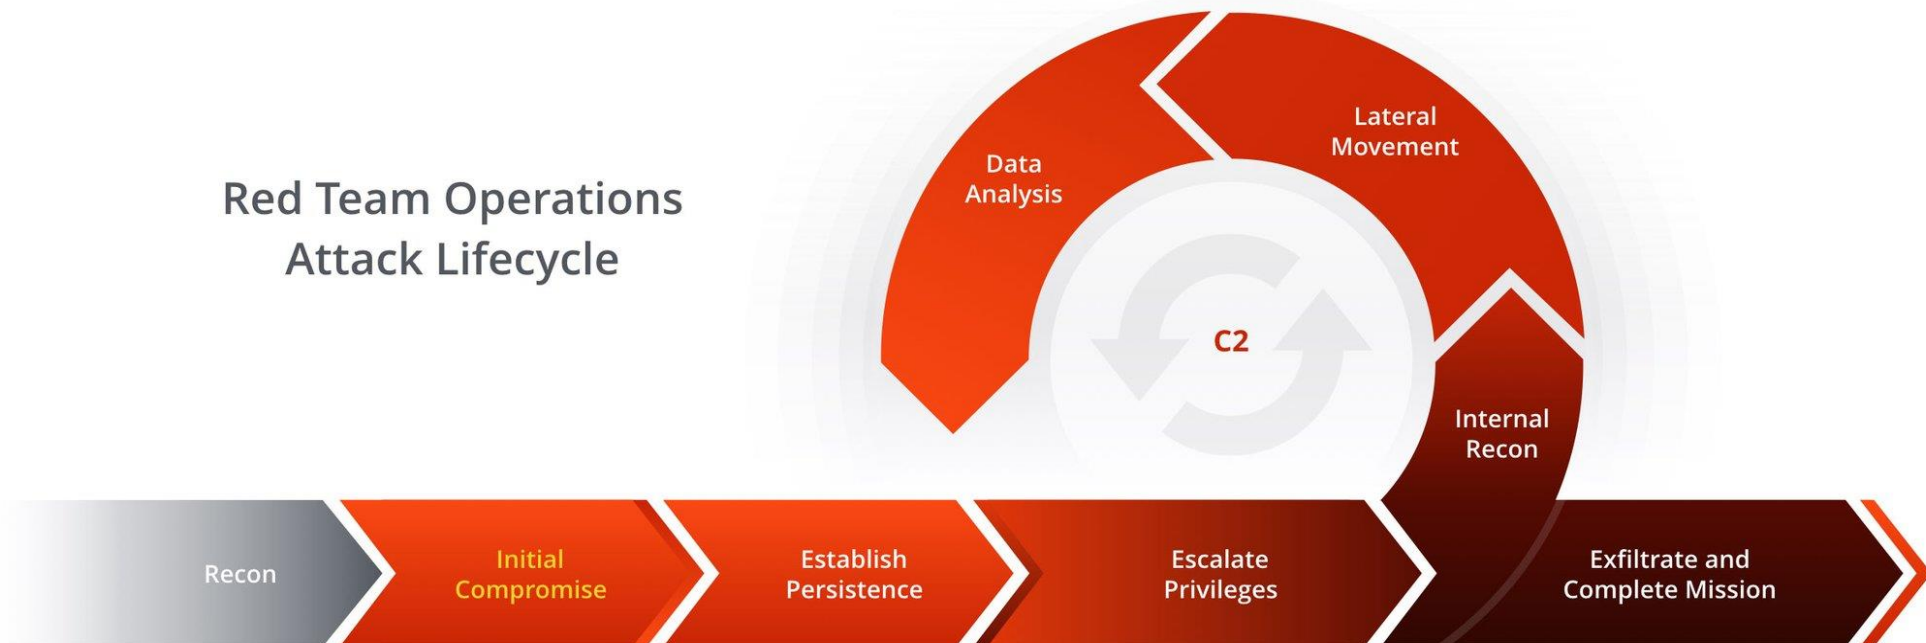 Red Team Operations
Attack Lifecycle
Data
Analysis
Lateral
Movement
C2
Internal
Recon
Recon
Initial
Compromise
Establish
Persistence
Escalate
Privileges
Exfiltrate and
Complete Mission